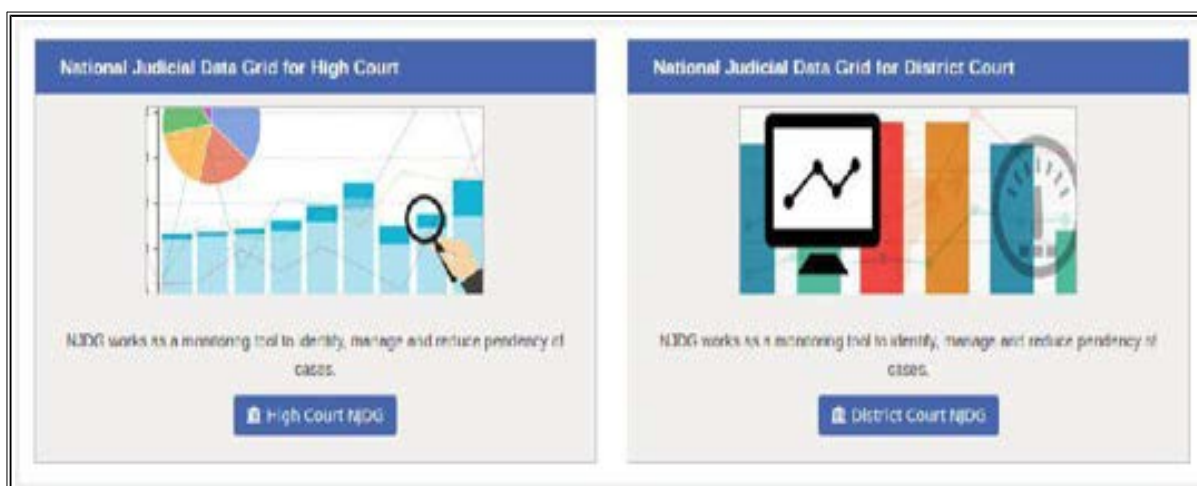 National Judicial Data Grid for High Court
NJDG works as a monitoring tool to identify, manage and reduce pendency of
cases.
High Court NJDG
National Judicial Data Grid for District Court
NJDG works as a monitoring tool to identify, manage and reduce pendency of
cases.
District Court NJDG